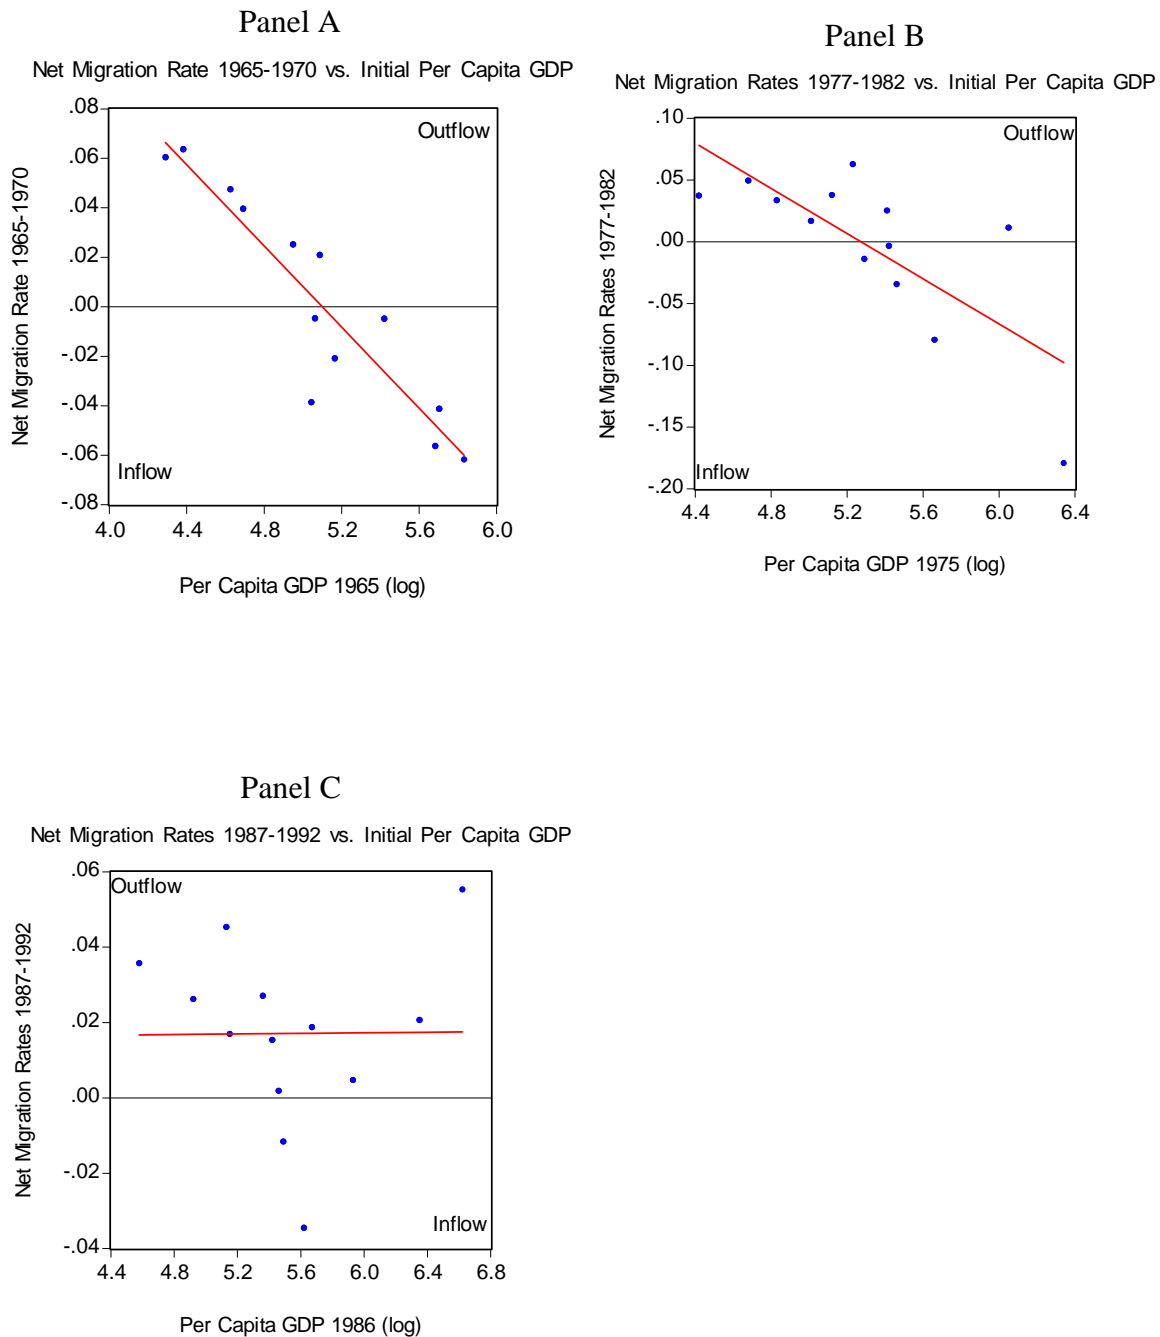 Panel A
Net Migration Rate 1965-1970 vs. Initial Per Capita GDP
.08
.06
.04
.02
.00
-.02
-.04
-.06
-.08
Net Migration Rate 1965-1970
Outflow
Inflow
4.0 4.4 4.8 5.2 5.6 6.0
Per Capita GDP 1965 (log)
Panel B
Net Migration Rates 1977-1982 vs. Initial Per Capita GDP
.10
.05
.00
-.05
-.10
-.15
-.20
Net Migration Rates 1977-1982
Outflow
Inflow
4.4 4.8 5.2 5.6 6.0 6.4
Per Capita GDP 1975 (log)
Panel C
Net Migration Rates 1987-1992 vs. Initial Per Capita GDP
.06
.04
.02
.00
-.02
-.04
Net Migration Rates 1987-1992
Outflow
Inflow
4.4 4.8 5.2 5.6 6.0 6.4 6.8
Per Capita GDP 1986 (log)